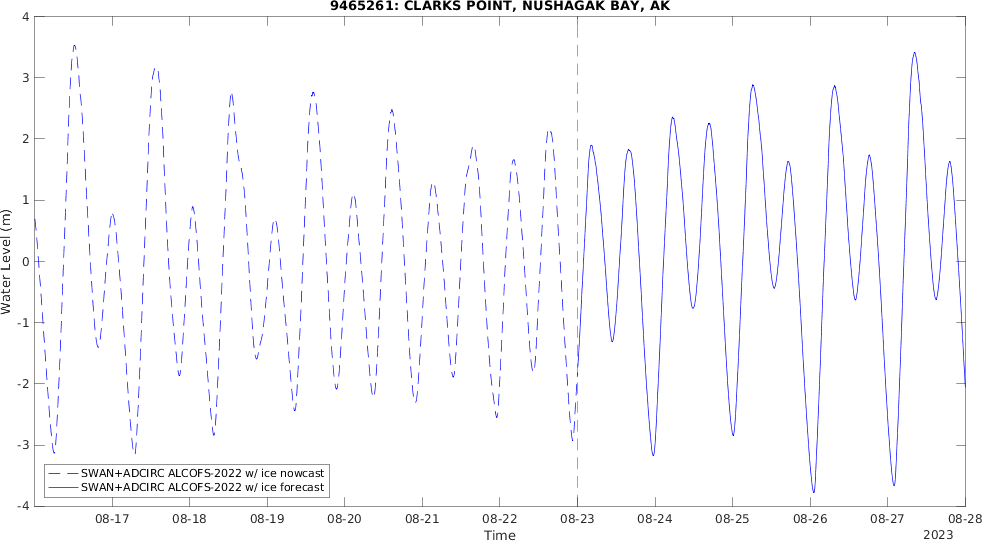 9465261: CLARKS POINT, NUSHAGAK BAY, AK
Water Level (m)
4
3
2
1
0
-1
-2
-3
-4
SWAN+ADCIRC ALCOFS-2022 w/ ice nowcast
SWAN+ADCIRC ALCOFS-2022 w/ ice forecast
08-17 08-18 08-19 08-20 08-21 08-22 08-23 08-24 08-25 08-26 08-27 08-28
Time
2023